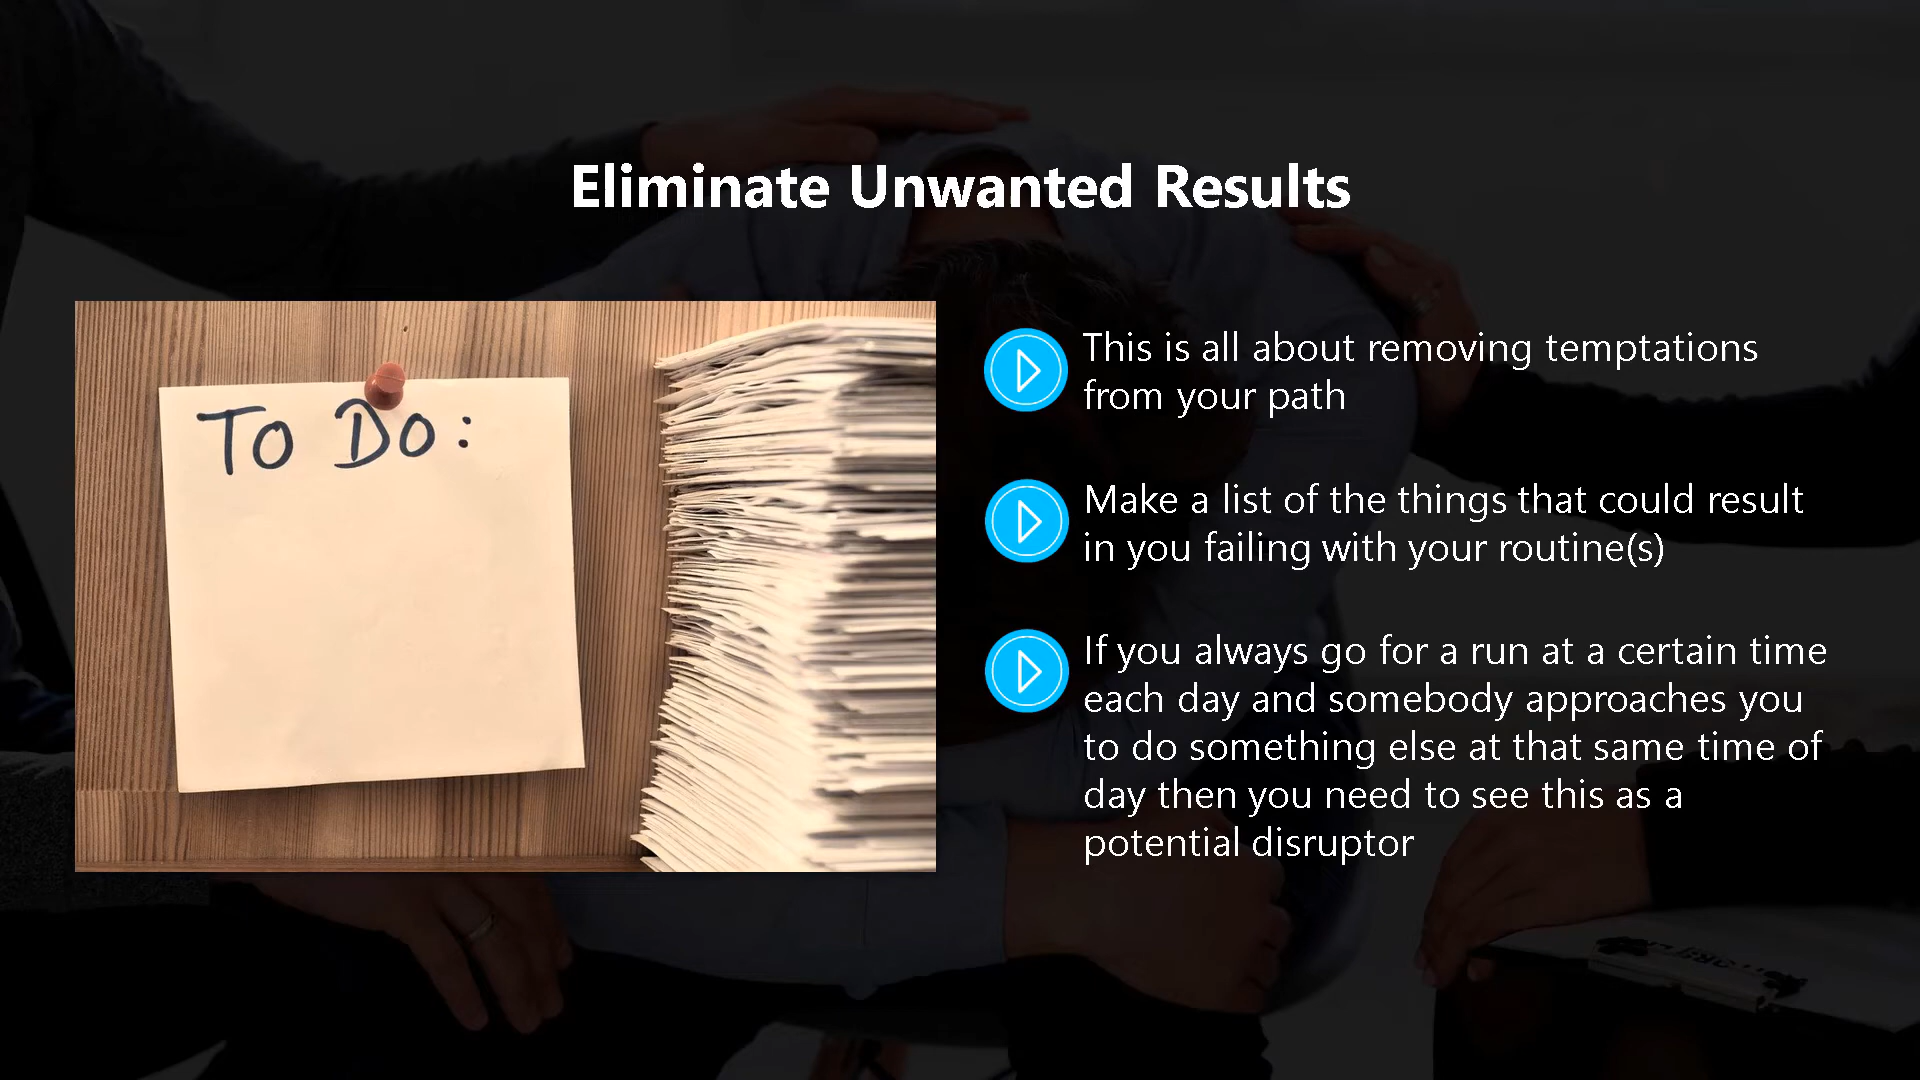 Eliminate Unwanted Results
To Do:
This is all about removing temptations
from your path
Make a list of the things that could result
in you failing with your routine(s)
If you always go for a run at a certain time
each day and somebody approaches you
to do something else at that same time of
day then you need to see this as a
potential disruptor